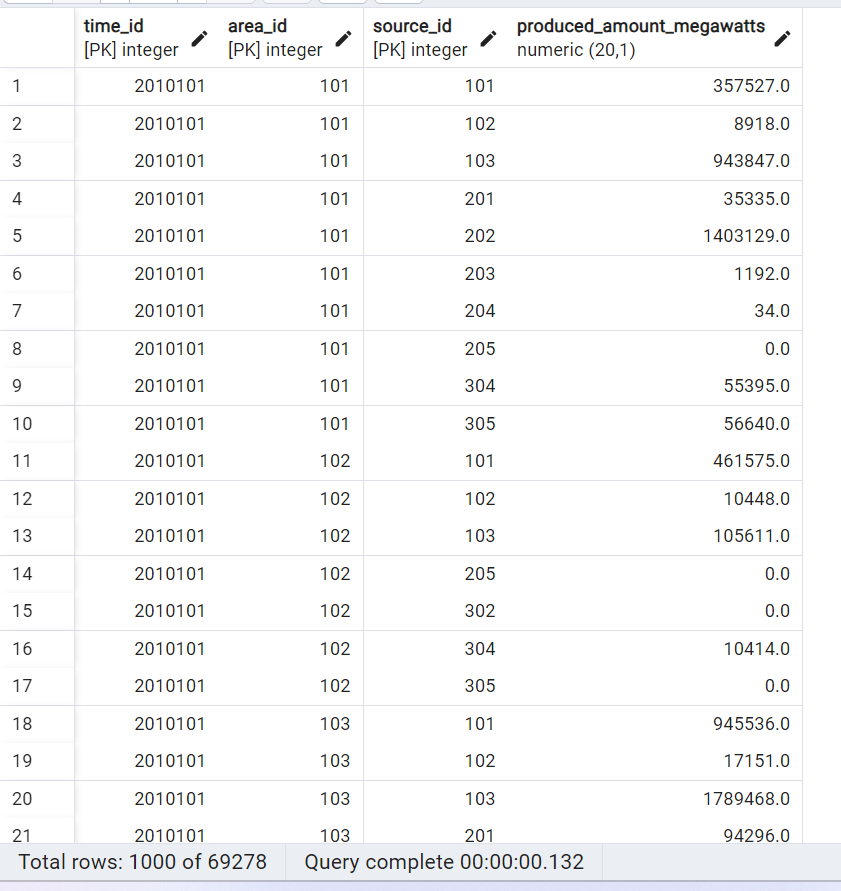 time_id area_id source_id produced_amount_megawatts
[PK] integer [PK] integer [PK] integer numeric (20,1)
1 2010101 101 101 357527.0
2 2010101 101 102 8918.0
3 2010101 101 103 943847.0
4 2010101 101 201 35335.0
5 2010101 101 202 1403129.0
6 2010101 101 203 1192.0
7 2010101 101 204 34.0
8 2010101 101 205 0.0
9 2010101 101 304 55395.0
10 2010101 101 305 56640.0
11 2010101 102 101 461575.0
12 2010101 102 102 10448.0
13 2010101 102 103 105611.0
14 2010101 102 205 0.0
15 2010101 102 302 0.0
16 2010101 102 304 10414.0
17 2010101 102 305 0.0
18 2010101 103 101 945536.0
19 2010101 103 102 17151.0
20 2010101 103 103 1789468.0
21 2010101 103 201 94296.0
Total rows: 1000 of 69278 Query complete 00:00:00.132